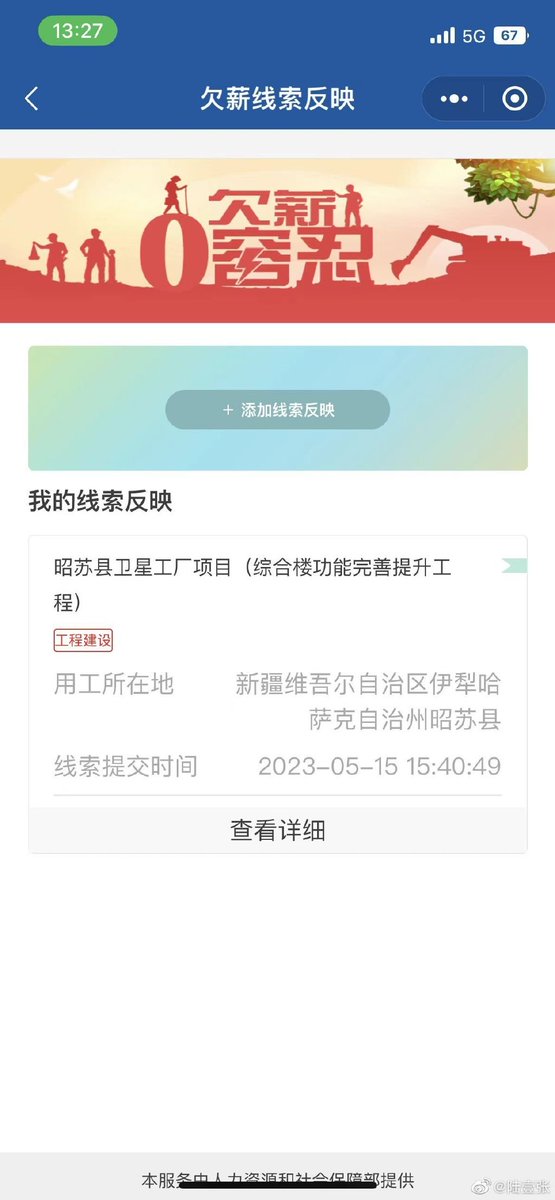 13:27
5G
67
欠薪线索反映
欠薪
0容忍
+ 添加线索反映
我的线索反映
昭苏县卫星工厂项目（综合楼功能完善提升工
程）
工程建设
用工所在地
新疆维吾尔自治区伊犁哈
萨克自治州昭苏县
线索提交时间
2023-05-15 15:40:49
查看详细
本服务由人力资源和社会保障部提供
@陆壹张